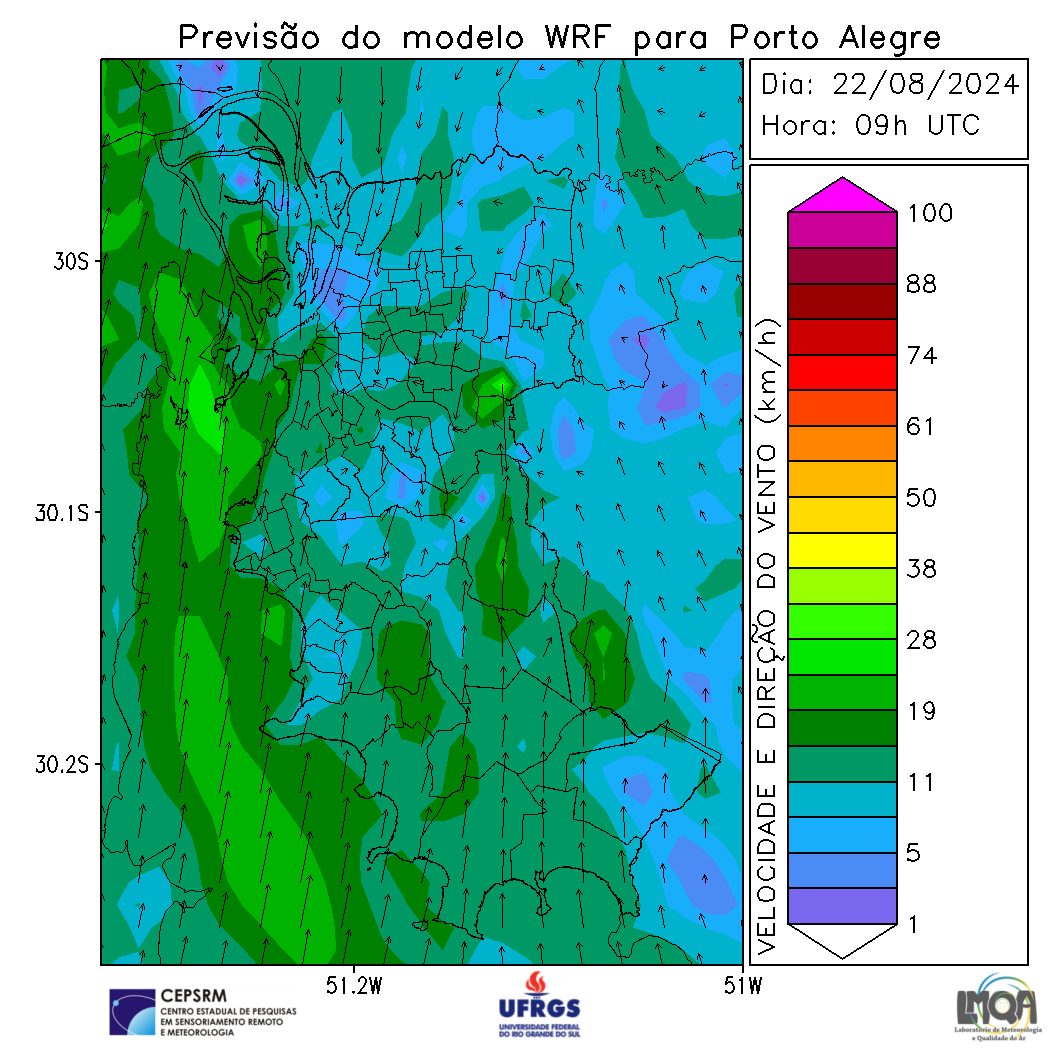 Previsão do modelo WRF para Porto Alegre
Dia: 22/08/2024
Hora: 09h UTC
30S
30.1S
30.2S
51.2W
51W
VELOCIDADE E DIREÇÃO DO VENTO (km/h)
100
88
74
61
50
38
28
19
11
5
1
CEPSRM
CENTRO ESTADUAL DE PESQUISAS
EM SENSORIAMENTO REMOTO
E METEOROLOGIA
UFRGS
UNIVERSIDADE FEDERAL
DO RIO GRANDE DO SUL
LMQA
Laboratório de Meteorologia
e Qualidade do Ar